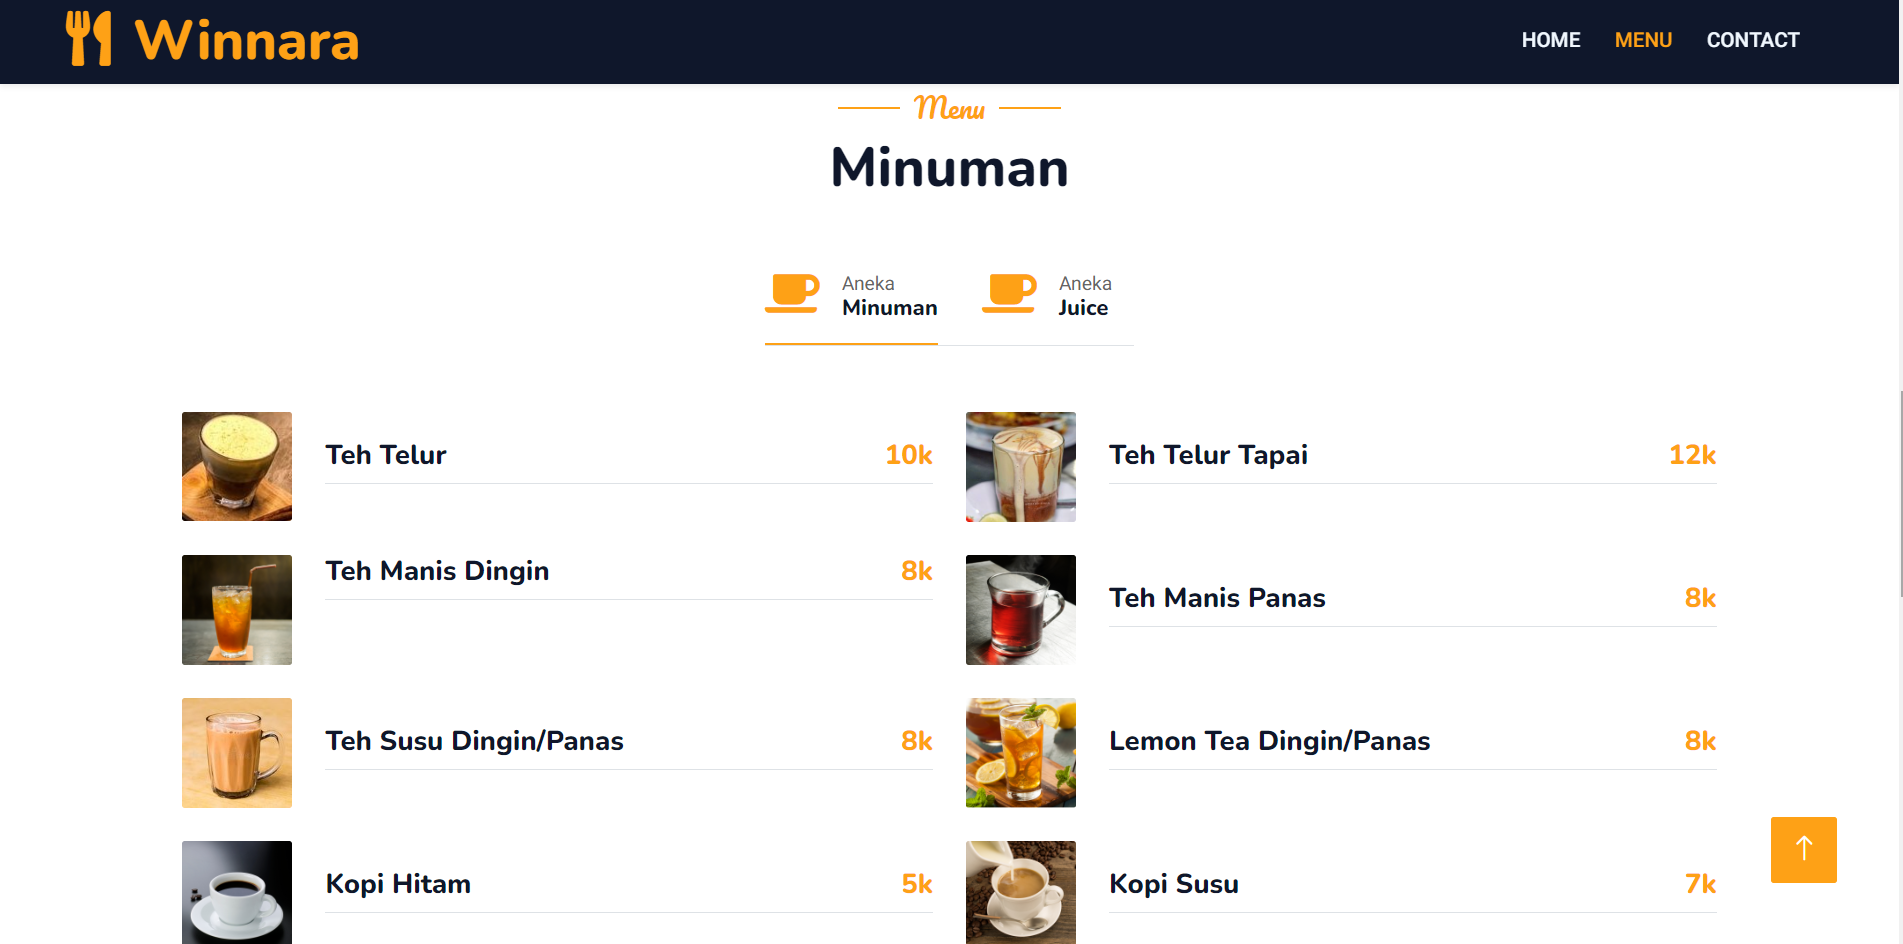 Winnara
HOME MENU CONTACT
Menu
Minuman
Aneka
Minuman
Aneka
Juice
Teh Telur 10k
Teh Telur Tapai 12k
Teh Manis Dingin 8k
Teh Manis Panas 8k
Teh Susu Dingin/Panas 8k
Lemon Tea Dingin/Panas 8k
Kopi Hitam 5k
Kopi Susu 7k